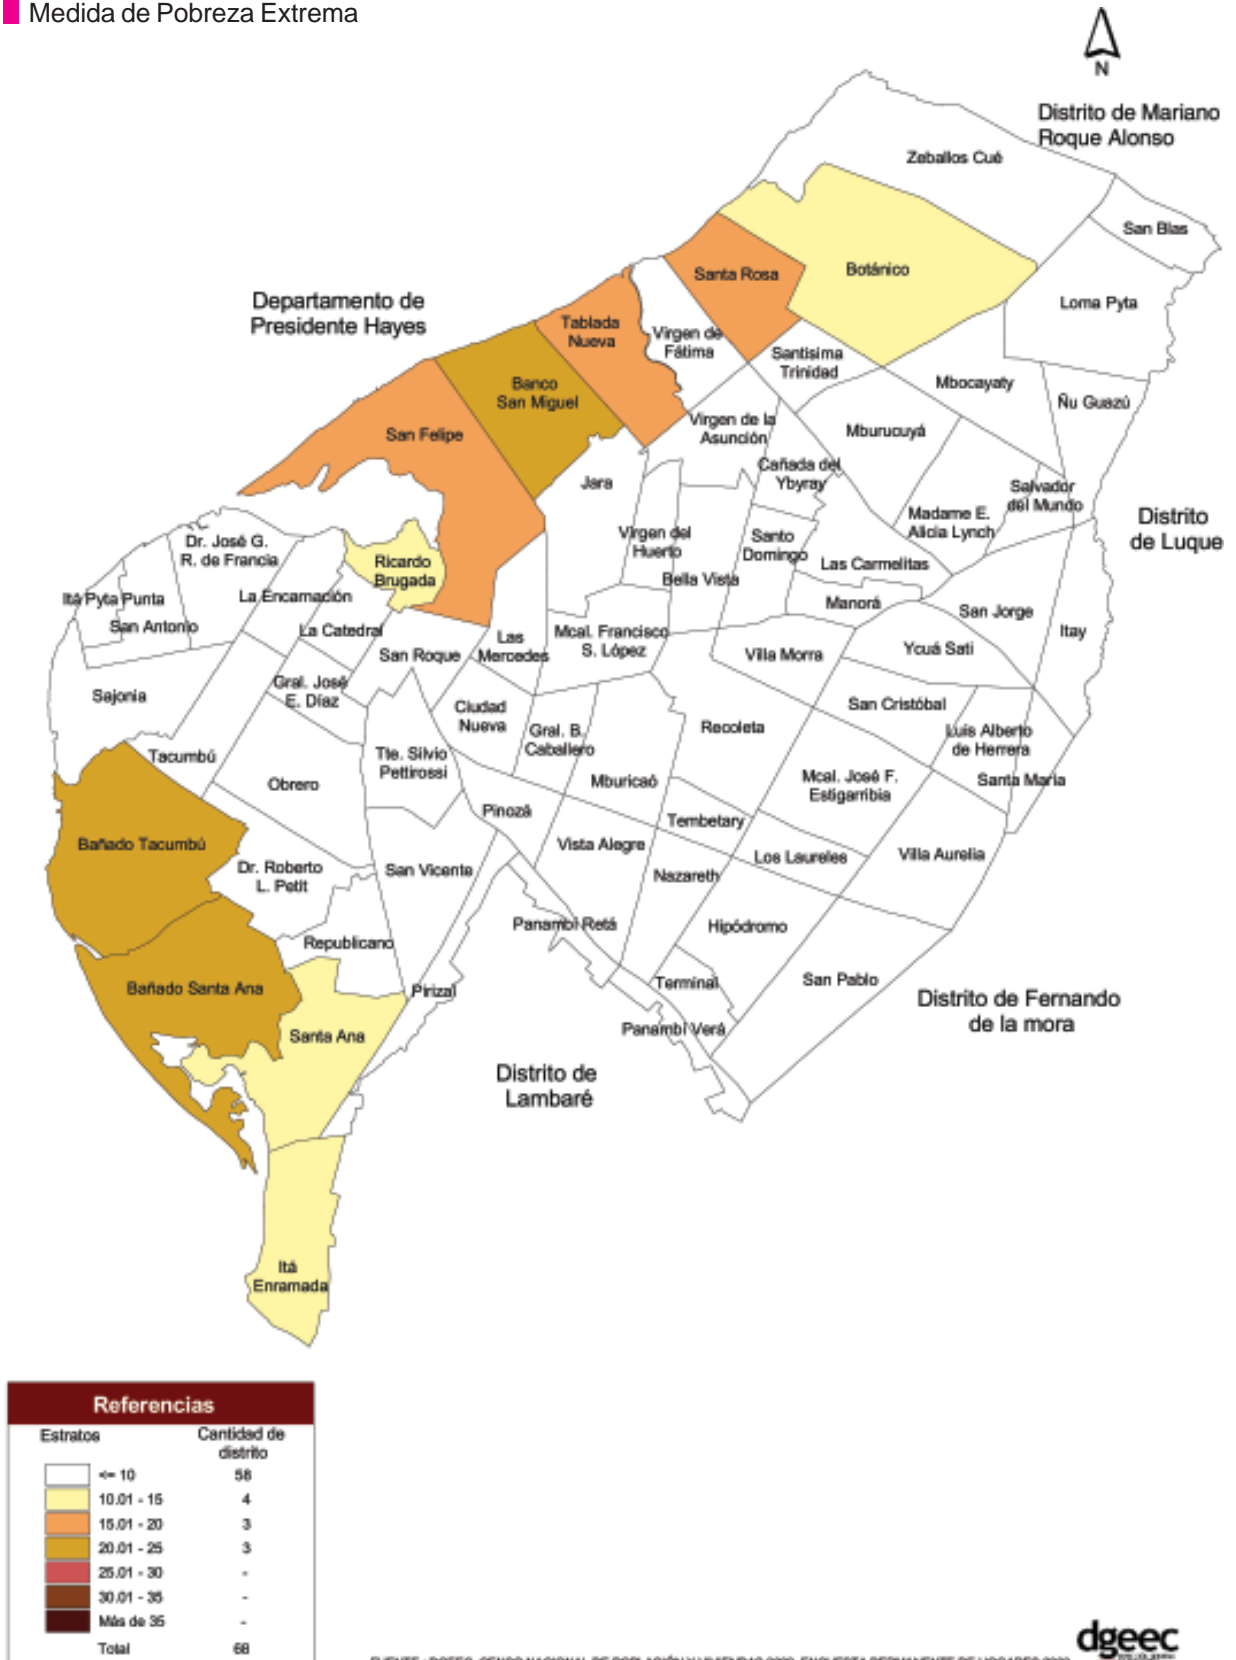 Medida de Pobreza Extrema
N
Distrito de Mariano
Roque Alonso
Zeballos Cué
San Blas
Botánico
Santa Rosa
Loma Pyta
Departamento de
Presidente Hayes
Tablada
Nueva
Virgen de
Fátima
Santisima
Trinidad
Banco
San Miguel
Mbocayaty
Ñu Guazú
San Felipe
Virgen de la
Asunción
Mburucuyá
Jara
Cañada del
Ybyray
Salvador
del Mundo
Madame E.
Alicia Lynch
Distrito
de Luque
Dr. José G.
R. de Francia
Virgen del
Huerto
Santo
Domingo
Ricardo
Brugada
Las Carmelitas
Bella Vista
Itá Pyta Punta
La Encarnación
Manorá
San Jorge
San Antonio
La Catedral
Las
Mercedes
Mcal. Francisco
S. López
Itay
San Roque
Villa Morra
Ycuá Sati
Sajonia
Gral. José
E. Díaz
San Cristóbal
Ciudad
Nueva
Gral. B.
Caballero
Recoleta
Luis Alberto
de Herrera
Tacumbú
Tte. Silvio
Pettirossi
Obrero
Mburicaó
Mcal. José F.
Estigarribia
Santa María
Pinozá
Tembetary
Bañado Tacumbú
Vista Alegre
Los Laureles
Villa Aurelia
Dr. Roberto
L. Petit
San Vicente
Nazareth
Panambí Retá
Hipódromo
Republicano
San Pablo
Bañado Santa Ana
Pirizal
Terminal
Distrito de Fernando
de la mora
Santa Ana
Panambí Verá
Distrito de
Lambaré
Itá
Enramada
Referencias
Estratos Cantidad de
distrito
<= 10 58
10.01 - 15 4
15.01 - 20 3
20.01 - 25 3
25.01 - 30 -
30.01 - 35 -
Más de 35 -
Total 68
dgeec